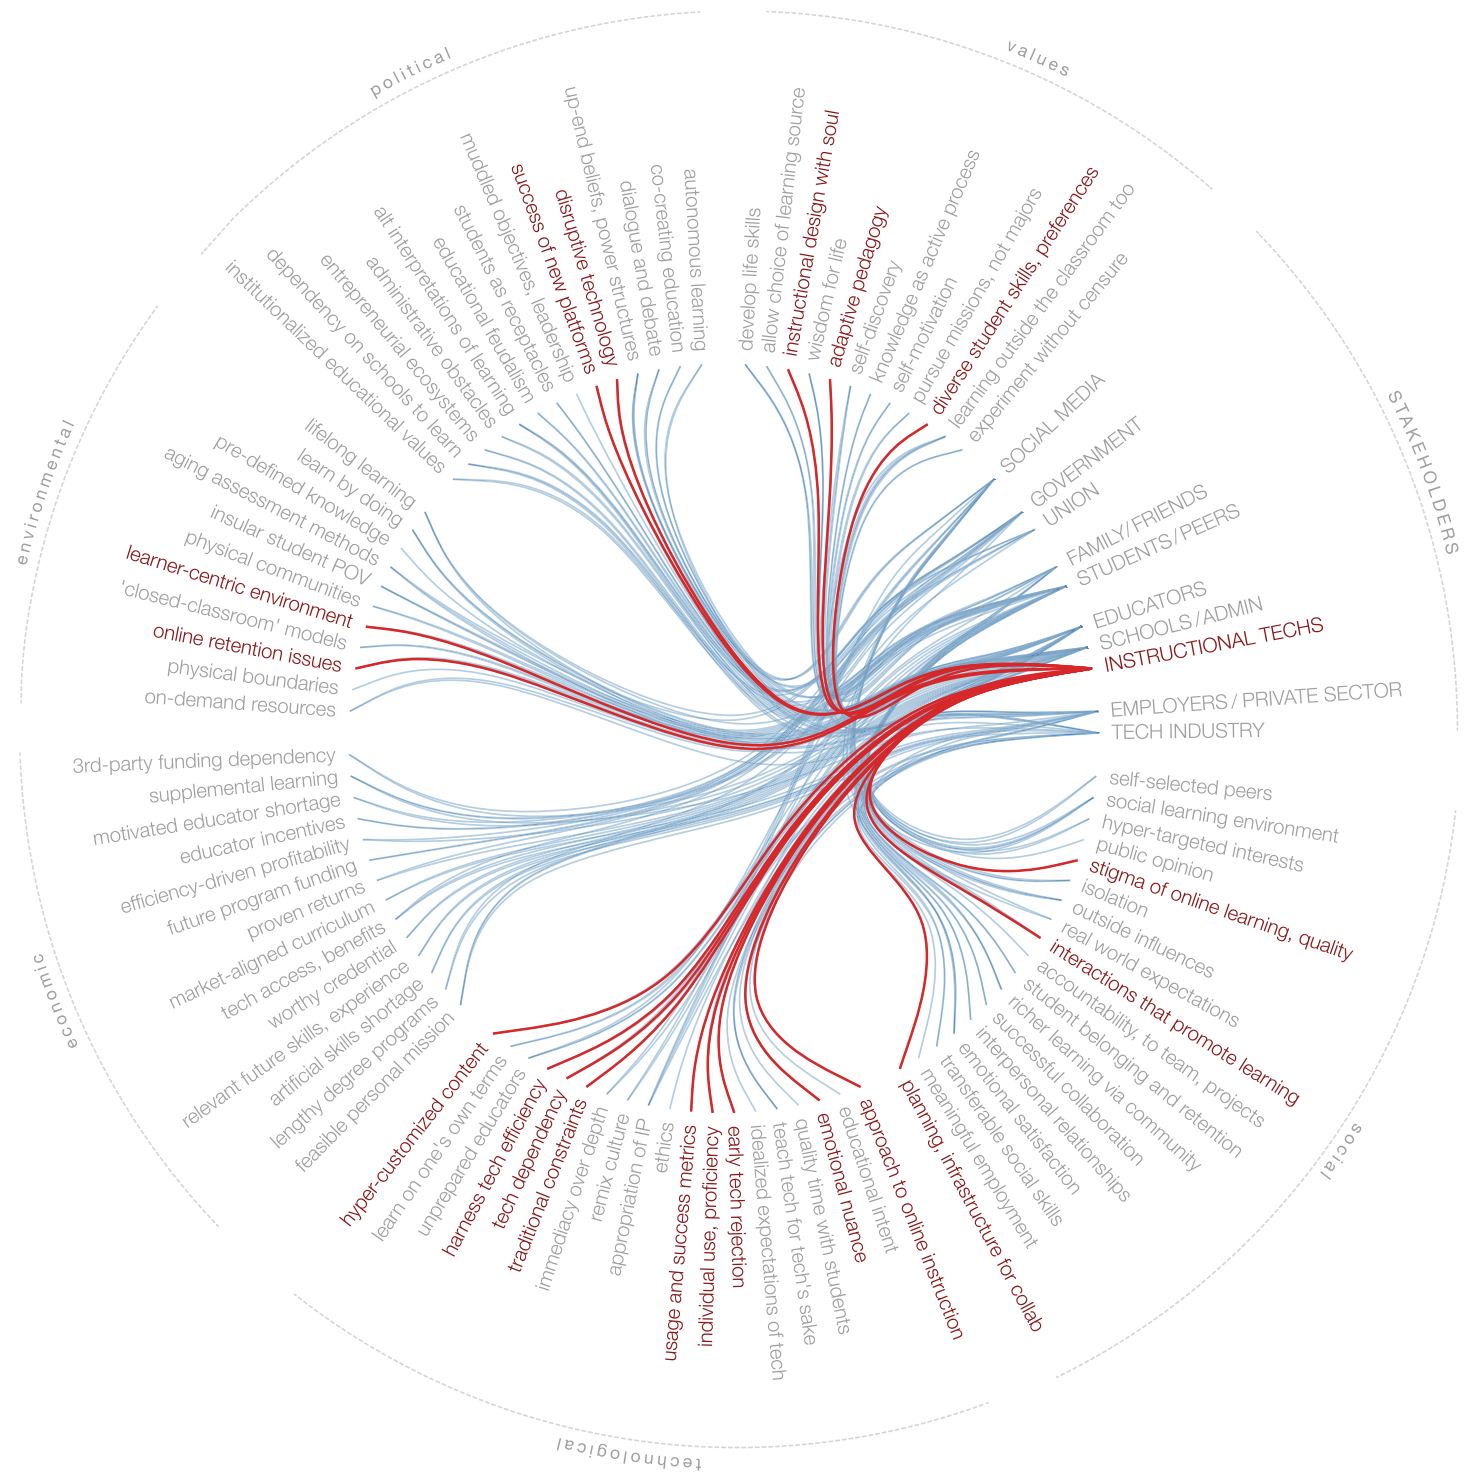 political
values
STAKEHOLDERS
social
technological
economic
environmental
institutionalized educational values
dependency on schools to learn
entrepreneurial ecosystems
administrative obstacles
alt interpretations of learning
educational feudalism
students as receptacles
muddled objectives, leadership
success of new platforms
disruptive technology
up-end beliefs, power structures
dialogue and debate
co-creating education
autonomous learning
develop life skills
allow choice of learning source
instructional design with soul
wisdom for life
adaptive pedagogy
self-discovery
knowledge as active process
self-motivation
pursue missions, not majors
diverse student skills, preferences
learning outside the classroom too
experiment without censure
SOCIAL MEDIA
GOVERNMENT
UNION
FAMILY/FRIENDS
STUDENTS/PEERS
EDUCATORS
SCHOOLS/ADMIN
INSTRUCTIONAL TECHS
EMPLOYERS / PRIVATE SECTOR
TECH INDUSTRY
self-selected peers
social learning environment
hyper-targeted interests
public opinion
stigma of online learning, quality
isolation
outside influences
real world expectations
interactions that promote learning
accountability, to team, projects
student belonging and retention
richer learning via community
successful collaboration
interpersonal relationships
emotional satisfaction
transferable social skills
meaningful employment
planning, infrastructure for collab
approach to online instruction
educational intent
emotional nuance
quality time with students
teach tech for tech's sake
idealized expectations of tech
early tech rejection
individual use, proficiency
usage and success metrics
ethics
appropriation of IP
remix culture
immediacy over depth
traditional constraints
tech dependency
harness tech efficiency
unprepared educators
learn on one's own terms
hyper-customized content
feasible personal mission
lengthy degree programs
artificial skills shortage
relevant future skills, experience
worthy credential
tech access, benefits
market-aligned curriculum
proven returns
future program funding
efficiency-driven profitability
educator incentives
motivated educator shortage
supplemental learning
3rd-party funding dependency
on-demand resources
physical boundaries
online retention issues
'closed-classroom' models
learner-centric environment
physical communities
insular student POV
aging assessment methods
pre-defined knowledge
learn by doing
lifelong learning